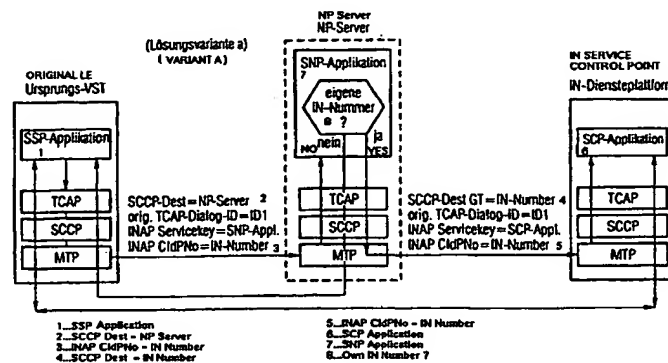 NP Server
NP-Server
(Lösungsvariante a)
( VARIANT A)
SNP-Applikation
7
eigene
IN-Nummer
8 ?
NO nein
ja
YES
ORIGINAL LE
Ursprungs-VST
SSP-Applikation
1
TCAP
SCCP
MTP
SCCP-Dest=NP-Server 2
orig. TCAP-Dialog-ID=ID1
INAP Servicekey=SNP-Appl.
INAP CldPNo=IN-Number 3
TCAP
SCCP
MTP
SCCP-Dest GT=IN-Number 4
orig. TCAP-Dialog-ID=ID1
INAP Servicekey=SCP-Appl.
INAP CldPNo=IN-Number 5
IN SERVICE
CONTROL POINT
IN-Diensteplattform
SCP-Applikation
6
TCAP
SCCP
MTP
1...SSP Application
2...SCCP Dest = NP Server
3...INAP CldPNo = IN Number
4...SCCP Dest = IN Number
5...INAP CldPNo = IN Number
6...SCP Application
7...SNP Application
8...Own IN Number ?